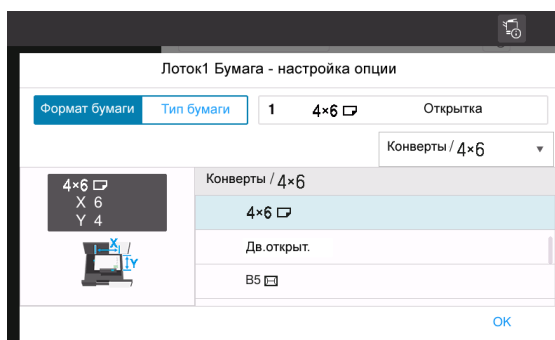 Лоток1 Бумага - настройка опции
Формат бумаги Тип бумаги 1 4×6 Открытка
Конверты / 4×6
4×6
X 6
Y 4
X
Y
Конверты / 4×6
4×6
Дв.открыт.
B5
OK